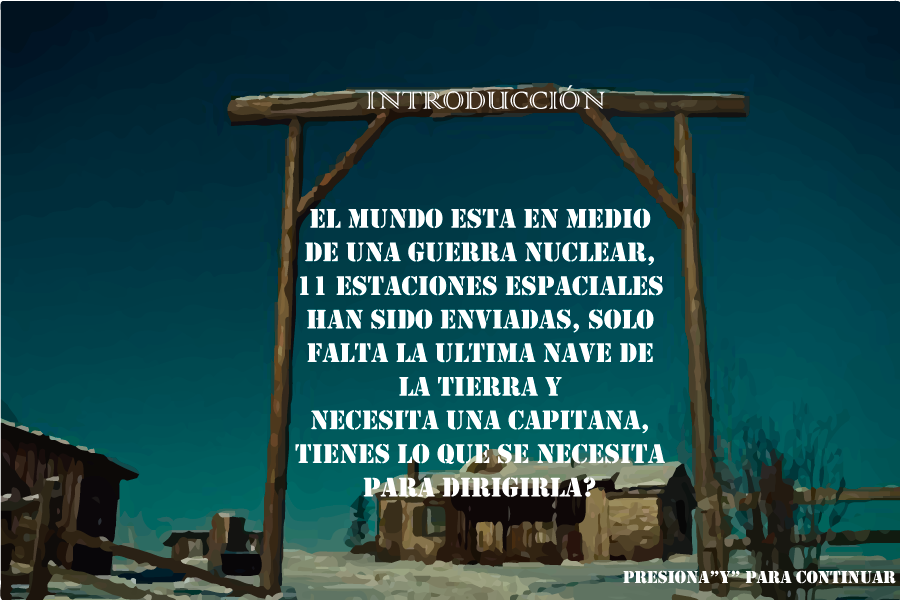 INTRODUCCIÓN
EL MUNDO ESTA EN MEDIO
DE UNA GUERRA NUCLEAR,
11 ESTACIONES ESPACIALES
HAN SIDO ENVIADAS, SOLO
FALTA LA ULTIMA NAVE DE
LA TIERRA Y
NECESITA UNA CAPITANA,
TIENES LO QUE SE NECESITA
PARA DIRIGIRLA?
PRESIONA"Y" PARA CONTINUAR